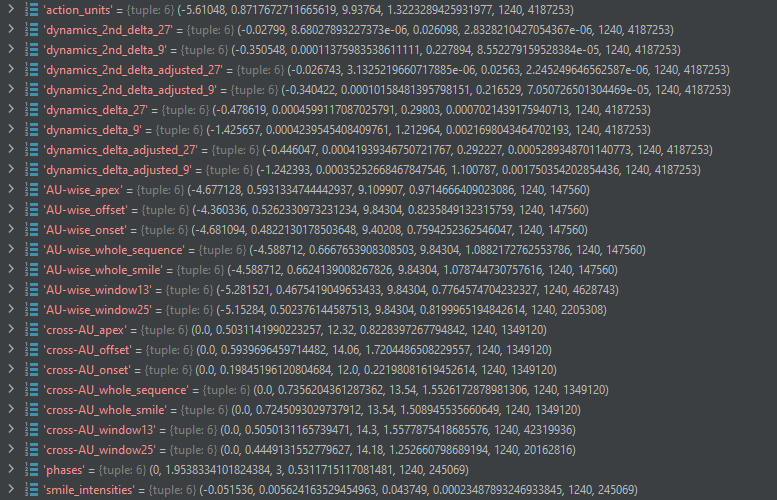 'action_units' = {tuple: 6} (-5.61048, 0.8717672711665619, 9.93764, 1.3223289425931977, 1240, 4187253)
'dynamics_2nd_delta_27' = {tuple: 6} (-0.02799, 8.68027893227373e-06, 0.026098, 2.8328210427054367e-06, 1240, 4187253)
'dynamics_2nd_delta_9' = {tuple: 6} (-0.350548, 0.00011375983538611111, 0.227894, 8.552279159528384e-05, 1240, 4187253)
'dynamics_2nd_delta_adjusted_27' = {tuple: 6} (-0.026743, 3.1325219660717885e-06, 0.02563, 2.245249646562587e-06, 1240, 4187253)
'dynamics_2nd_delta_adjusted_9' = {tuple: 6} (-0.340422, 0.00010158481395798151, 0.216529, 7.050726501304469e-05, 1240, 4187253)
'dynamics_delta_27' = {tuple: 6} (-0.478619, 0.0004599117087025791, 0.29803, 0.0007021439175940713, 1240, 4187253)
'dynamics_delta_9' = {tuple: 6} (-1.425657, 0.0004239545408409761, 1.212964, 0.002169804346470 2193, 1240, 4187253)
'dynamics_delta_adjusted_27' = {tuple: 6} (-0.446047, 0.00041939346750721767, 0.292227, 0.0005289348701140773, 1240, 4187253)
'dynamics_delta_adjusted_9' = {tuple: 6} (-1.242393, 0.00035252668467847546, 1.100787, 0.001750354202854436, 1240, 4187253)
'AU-wise_apex' = {tuple: 6} (-4.677128, 0.5931334744442937, 9.109907, 0.9714666409023086, 1240, 147560)
'AU-wise_offset' = {tuple: 6} (-4.360336, 0.5262330973231234, 9.84304, 0.8235849132315759, 1240, 147560)
'AU-wise_onset' = {tuple: 6} (-4.681094, 0.4822130178503648, 9.40208, 0.7594252362546047, 1240, 147560)
'AU-wise_whole_sequence' = {tuple: 6} (-4.588712, 0.6667653908308503, 9.84304, 1.0882172762553786, 1240, 147560)
'AU-wise_whole_smile' = {tuple: 6} (-4.588712, 0.6624139008267826, 9.84304, 1.078744730757616, 1240, 147560)
'AU-wise_window13' = {tuple: 6} (-5.281521, 0.4675419049653433, 9.84304, 0.7764574704232327, 1240, 4628743)
'AU-wise_window25' = {tuple: 6} (-5.15284, 0.502376144587513, 9.84304, 0.8199965194842614, 1240, 2205308)
'cross-AU_apex' = {tuple: 6} (0.0, 0.5031141990223257, 12.32, 0.8228397267794842, 1240, 1349120)
'cross-AU_offset' = {tuple: 6} (0.0, 0.5939696459714482, 14.06, 1.7204486508229557, 1240, 1349120)
'cross-AU_onset' = {tuple: 6} (0.0, 0.19845196120804684, 12.0, 0.22198081619452614, 1240, 1349120)
'cross-AU_whole_sequence' = {tuple: 6} (0.0, 0.7356204361287362, 13.54, 1.5526172878981306, 1240, 1349120)
'cross-AU_whole_smile' = {tuple: 6} (0.0, 0.7245093029737912, 13.54, 1.508945535660649, 1240, 1349120)
'cross-AU_window13' = {tuple: 6} (0.0, 0.5050131165739471, 14.3, 1.5577875418685576, 1240, 42319936)
'cross-AU_window25' = {tuple: 6} (0.0, 0.4449131552779627, 14.18, 1.252660798689194, 1240, 20162816)
'phases' = {tuple: 6} (0, 1.9538334101824384, 3, 0.5311715117081481, 1240, 245069)
'smile_intensities' = {tuple: 6} (-0.051536, 0.005624163529454963, 0.043749, 0.00023487893246933845, 1240, 245069)